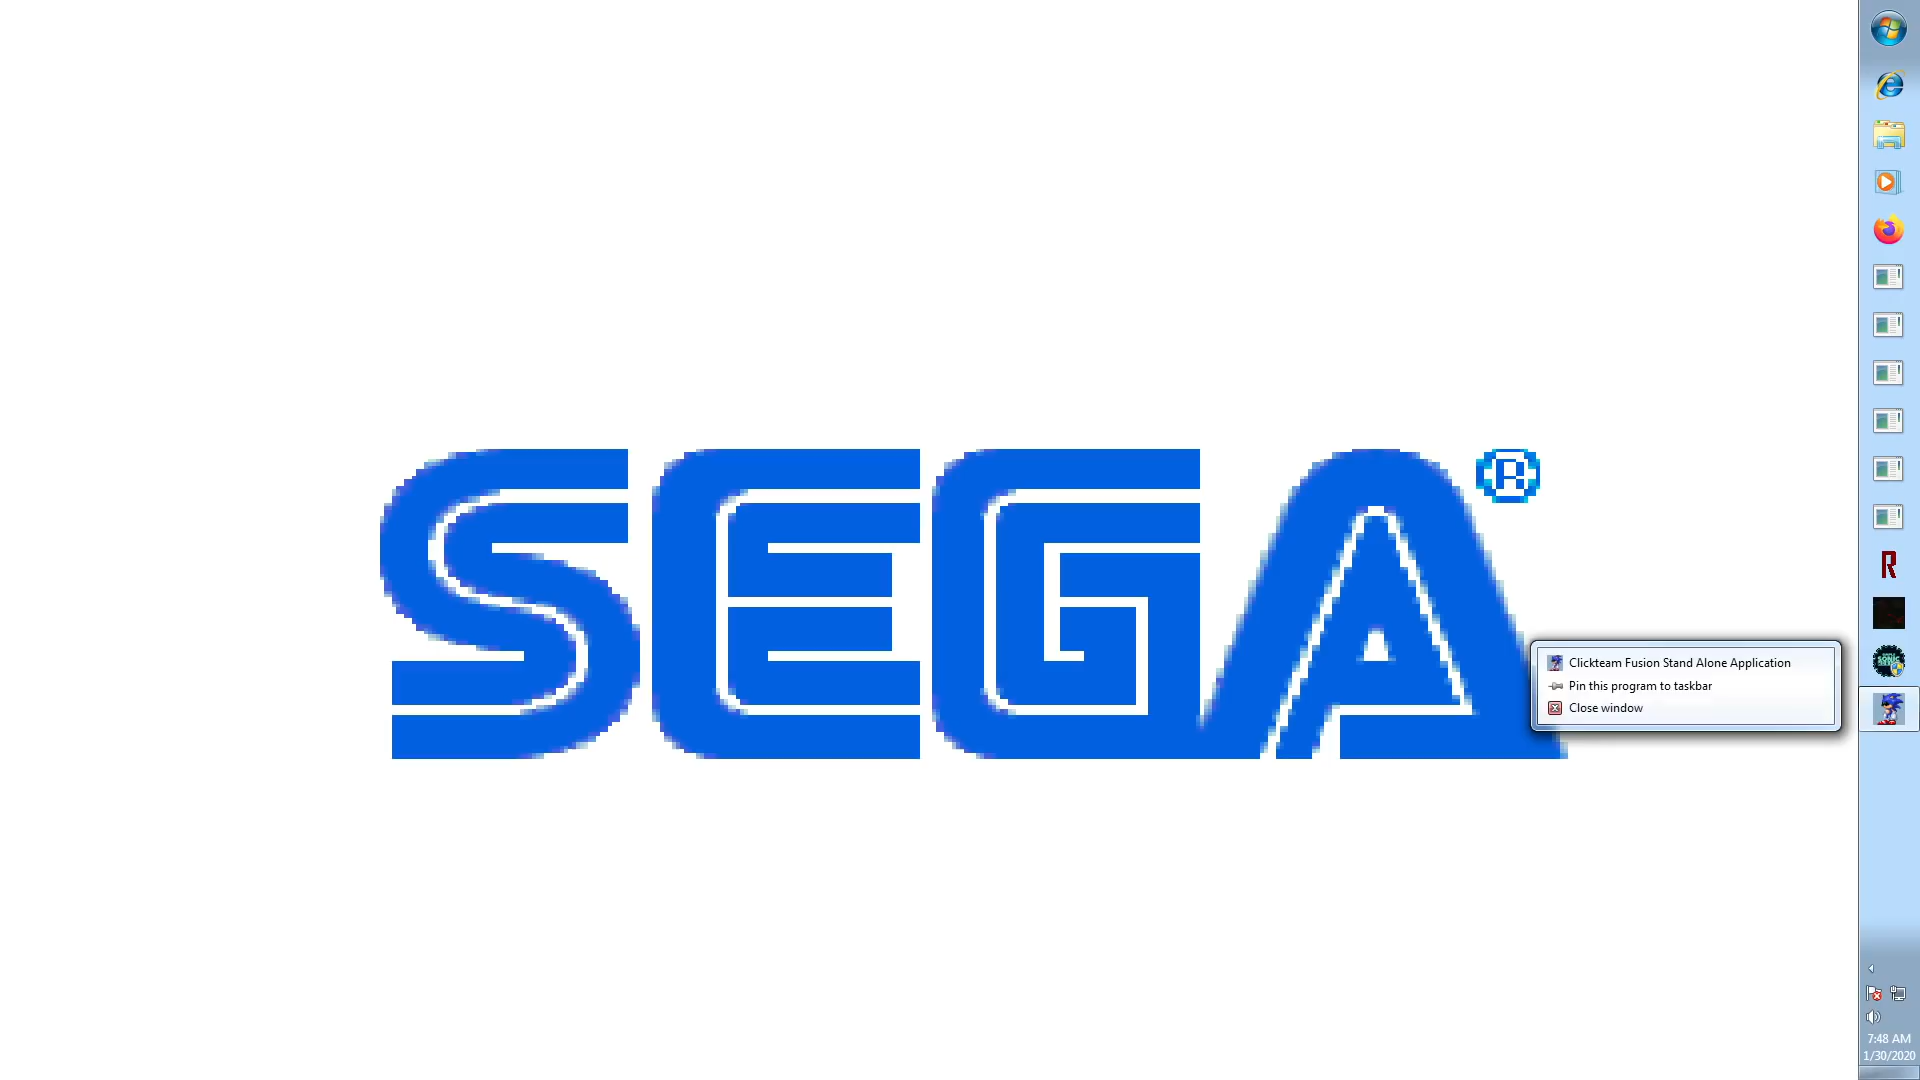 SEGA®
Clickteam Fusion Stand Alone Application
Pin this program to taskbar
Close window
R
7:48 AM
1/30/2020